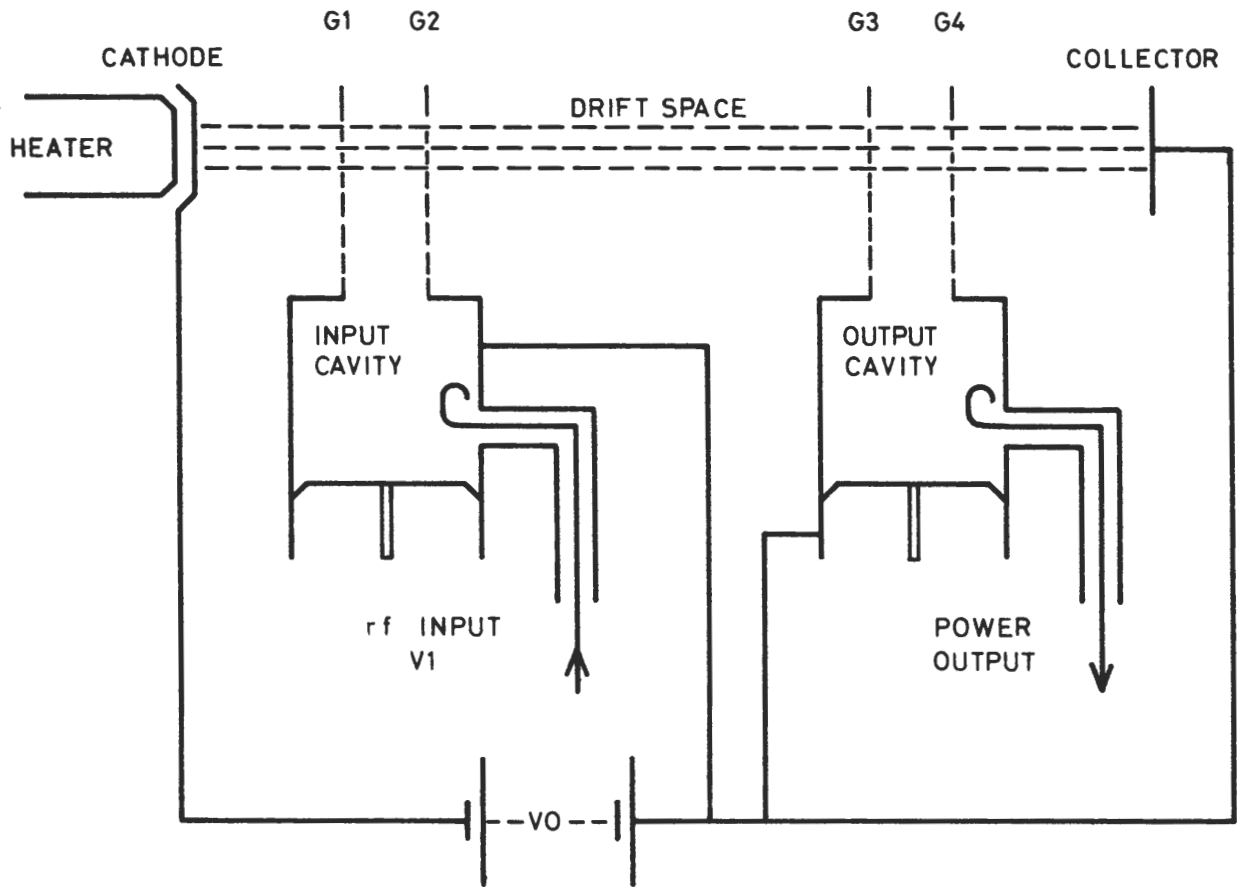 G1 G2 G3 G4
CATHODE
COLLECTOR
DRIFT SPACE
HEATER
INPUT
CAVITY
OUTPUT
CAVITY
rf INPUT
V1
POWER
OUTPUT
VO